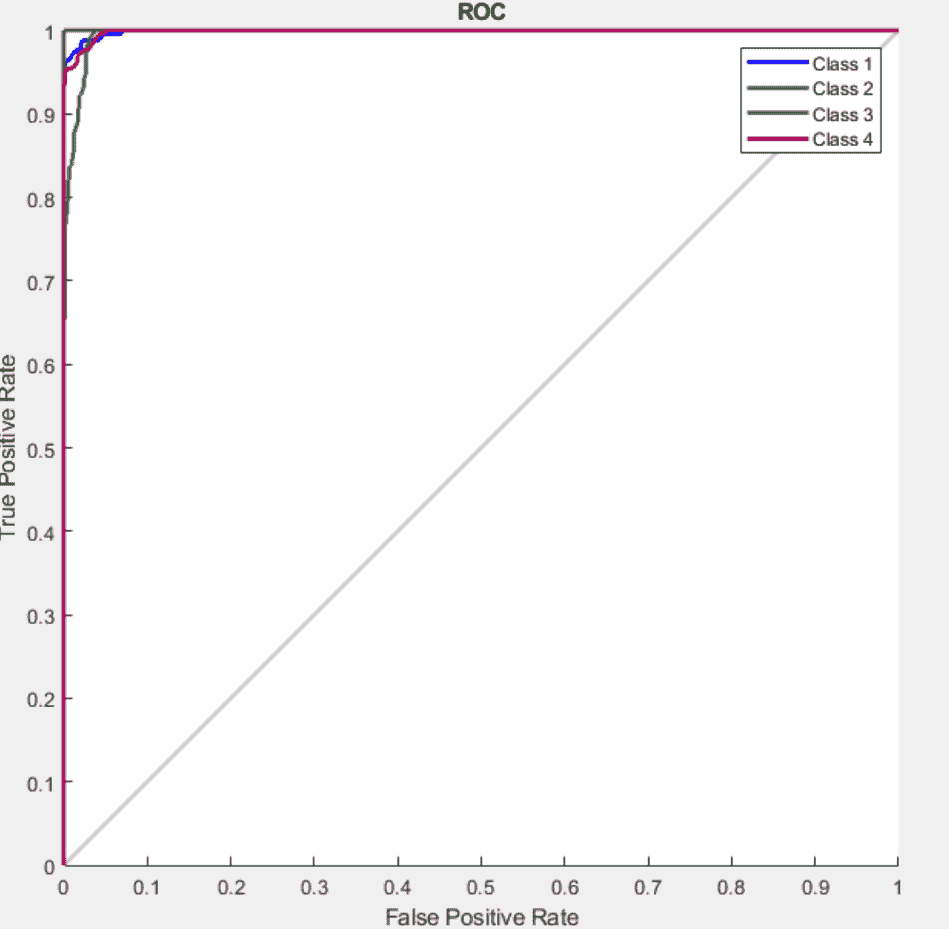 ROC
1
0.9
0.8
0.7
0.6
0.5
0.4
0.3
0.2
0.1
0
True Positive Rate
Class 1
Class 2
Class 3
Class 4
0 0.1 0.2 0.3 0.4 0.5 0.6 0.7 0.8 0.9 1
False Positive Rate